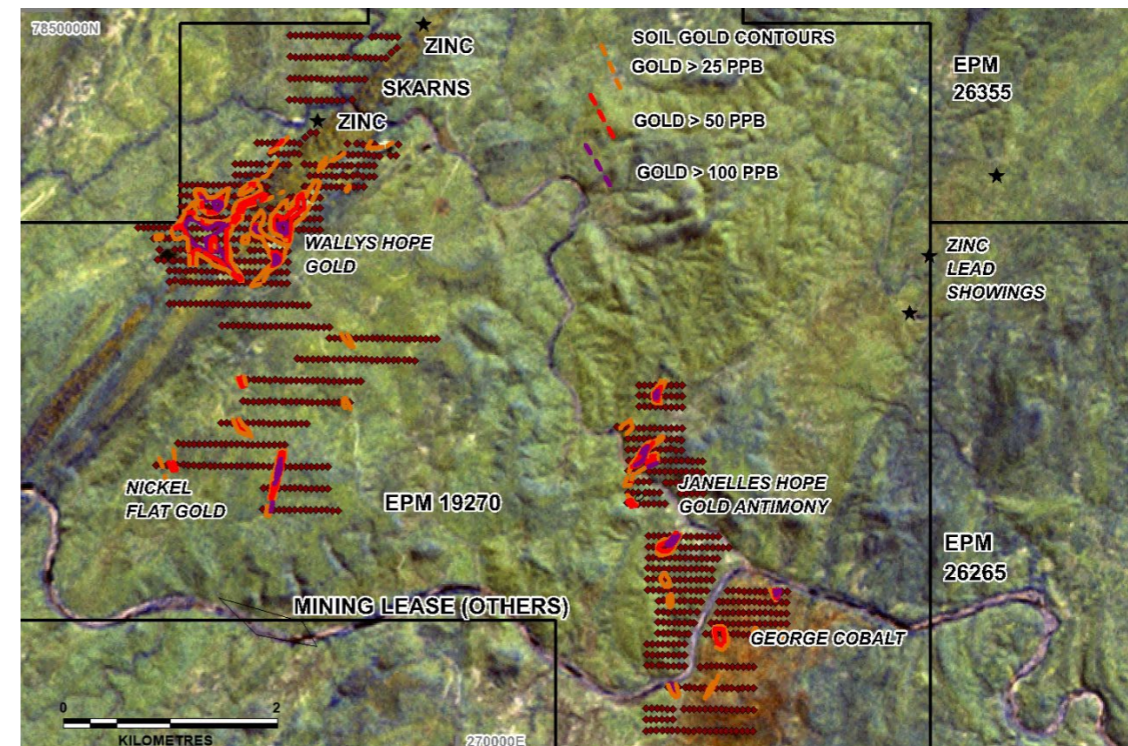 7850000N
ZINC
SKARNS
ZINC
SOIL GOLD CONTOURS
GOLD > 25 PPB
GOLD > 50 PPB
GOLD > 100 PPB
EPM
26355
WALLYS HOPE
GOLD
ZINC
LEAD
SHOWINGS
NICKEL
FLAT GOLD
EPM 19270
JANELLES HOPE
GOLD ANTIMONY
EPM
26265
MINING LEASE (OTHERS)
GEORGE COBALT
0 2
KILOMETRES
270000E